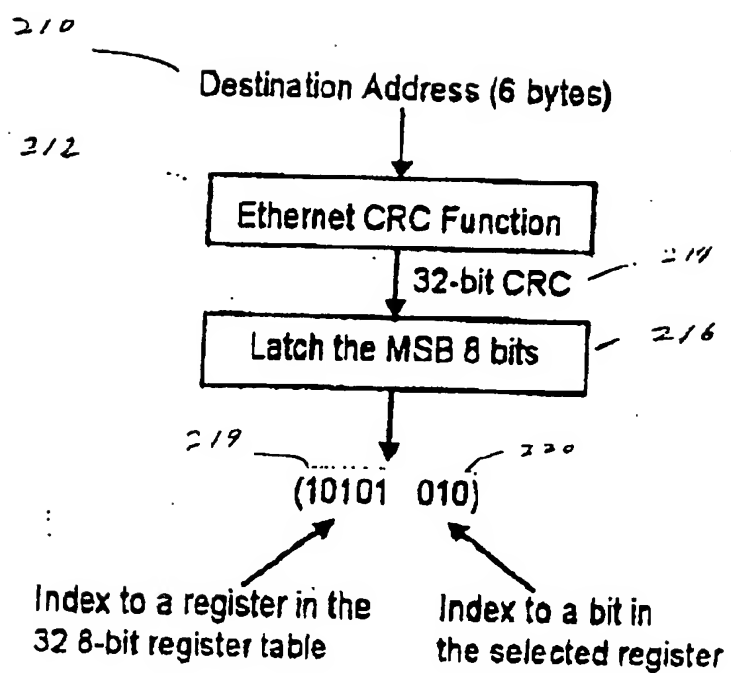 210
Destination Address (6 bytes)
212
Ethernet CRC Function
32-bit CRC
214
Latch the MSB 8 bits
216
219
220
(10101 010)
Index to a register in the
32 8-bit register table
Index to a bit in
the selected register